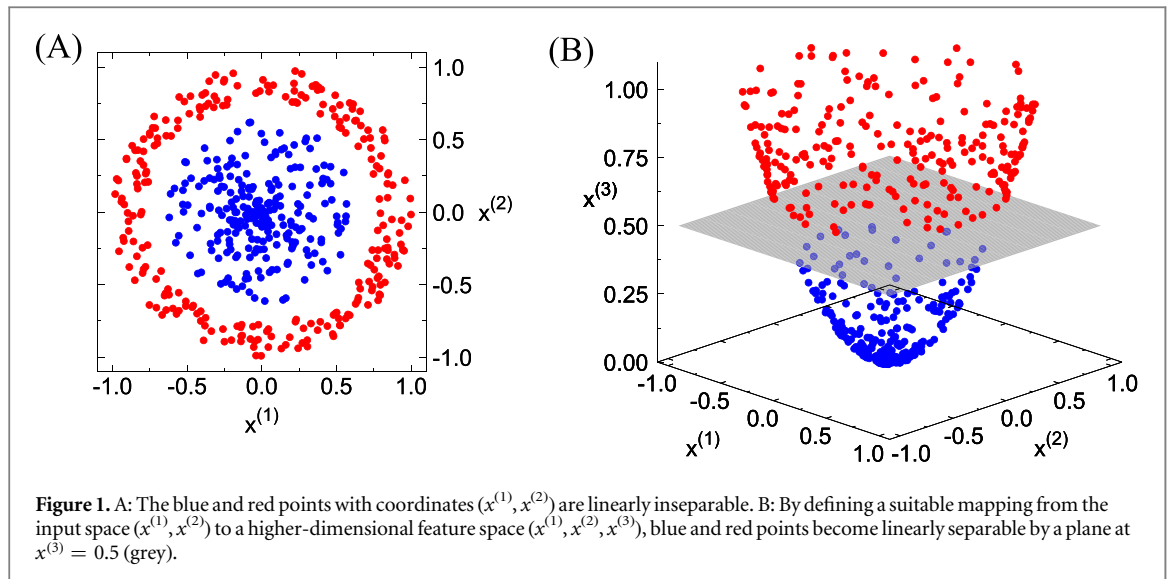 (A)
1.0
0.5
0.0
-0.5
-1.0
x(2)
-1.0 -0.5 0.0 0.5 1.0
x(1)
(B)
1.00
0.75
x(3)
0.50
0.25
0.00
-1.0 -0.5 0.0 0.5 1.0
x(1)
-1.0 -0.5 0.0 0.5 1.0
x(2)
Figure 1. A: The blue and red points with coordinates (x(1), x(2)) are linearly inseparable. B: By defining a suitable mapping from the
input space (x(1), x(2)) to a higher-dimensional feature space (x(1), x(2), x(3)), blue and red points become linearly separable by a plane at
x(3) = 0.5 (grey).